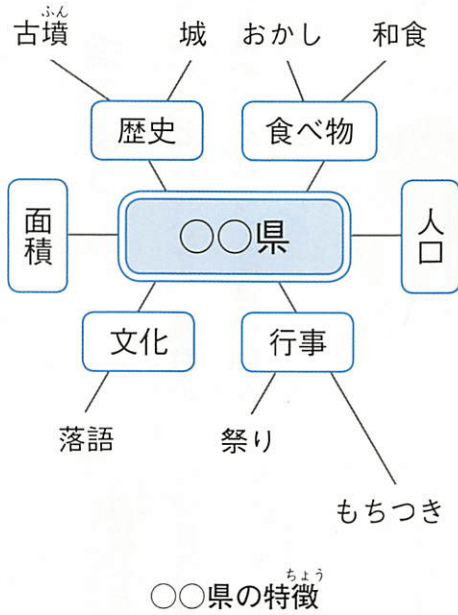 ふん
古墳 城 おかし 和食
歴史 食べ物
面積 ○○県 人口
文化 行事
落語 祭り
もちつき
ちょう
○○県の特徴